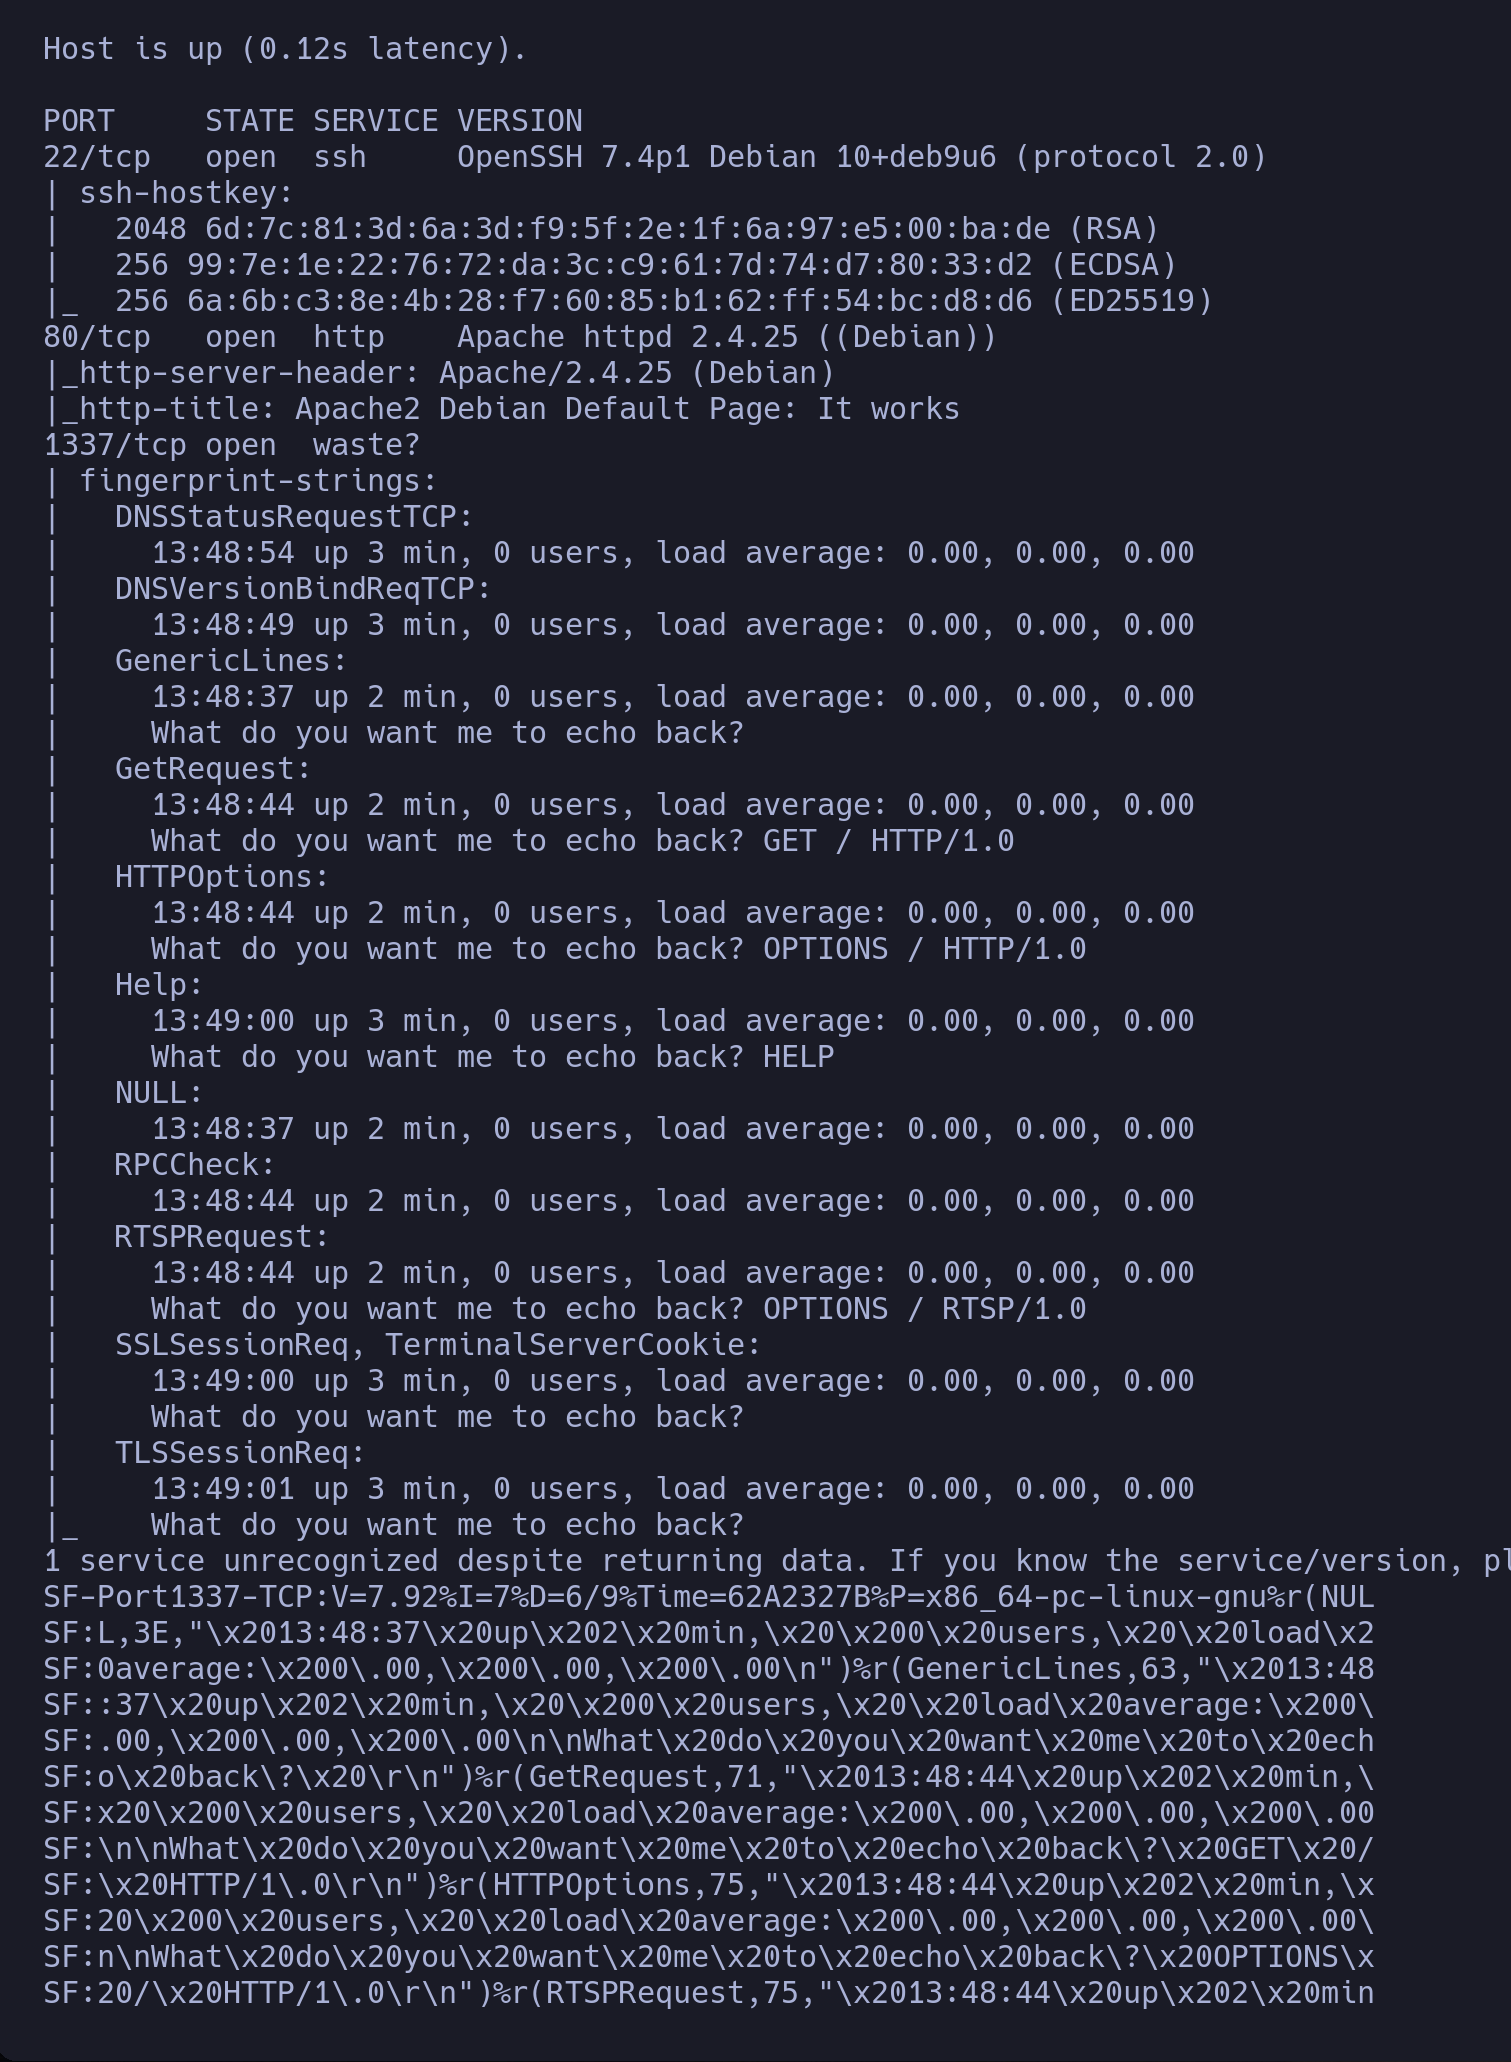 Host is up (0.12s latency).

PORT     STATE SERVICE VERSION
22/tcp   open  ssh     OpenSSH 7.4p1 Debian 10+deb9u6 (protocol 2.0)
| ssh-hostkey:
|   2048 6d:7c:81:3d:6a:3d:f9:5f:2e:1f:6a:97:e5:00:ba:de (RSA)
|   256 99:7e:1e:22:76:72:da:3c:c9:61:7d:74:d7:80:33:d2 (ECDSA)
|_  256 6a:6b:c3:8e:4b:28:f7:60:85:b1:62:ff:54:bc:d8:d6 (ED25519)
80/tcp   open  http    Apache httpd 2.4.25 ((Debian))
|_http-server-header: Apache/2.4.25 (Debian)
|_http-title: Apache2 Debian Default Page: It works
1337/tcp open  waste?
| fingerprint-strings:
|   DNSStatusRequestTCP:
|     13:48:54 up 3 min, 0 users, load average: 0.00, 0.00, 0.00
|   DNSVersionBindReqTCP:
|     13:48:49 up 3 min, 0 users, load average: 0.00, 0.00, 0.00
|   GenericLines:
|     13:48:37 up 2 min, 0 users, load average: 0.00, 0.00, 0.00
|     What do you want me to echo back?
|   GetRequest:
|     13:48:44 up 2 min, 0 users, load average: 0.00, 0.00, 0.00
|     What do you want me to echo back? GET / HTTP/1.0
|   HTTPOptions:
|     13:48:44 up 2 min, 0 users, load average: 0.00, 0.00, 0.00
|     What do you want me to echo back? OPTIONS / HTTP/1.0
|   Help:
|     13:49:00 up 3 min, 0 users, load average: 0.00, 0.00, 0.00
|     What do you want me to echo back? HELP
|   NULL:
|     13:48:37 up 2 min, 0 users, load average: 0.00, 0.00, 0.00
|   RPCCheck:
|     13:48:44 up 2 min, 0 users, load average: 0.00, 0.00, 0.00
|   RTSPRequest:
|     13:48:44 up 2 min, 0 users, load average: 0.00, 0.00, 0.00
|     What do you want me to echo back? OPTIONS / RTSP/1.0
|   SSLSessionReq, TerminalServerCookie:
|     13:49:00 up 3 min, 0 users, load average: 0.00, 0.00, 0.00
|     What do you want me to echo back?
|   TLSSessionReq:
|     13:49:01 up 3 min, 0 users, load average: 0.00, 0.00, 0.00
|_    What do you want me to echo back?
1 service unrecognized despite returning data. If you know the service/version,
SF-Port1337-TCP:V=7.92%I=7%D=6/9%Time=62A2327B%P=x86_64-pc-linux-gnu%r(NUL
SF:L,3E,"\x2013:48:37\x20up\x202\x20min,\x20\x200\x20users,\x20\x20load\x2
SF:0average:\x200\.00,\x200\.00,\x200\.00\n")%r(GenericLines,63,"\x2013:48
SF::37\x20up\x202\x20min,\x20\x200\x20users,\x20\x20load\x20average:\x200\
SF:.00,\x200\.00,\x200\.00\n\nWhat\x20do\x20you\x20want\x20me\x20to\x20ech
SF:o\x20back\?\x20\r\n")%r(GetRequest,71,"\x2013:48:44\x20up\x202\x20min,\
SF:x20\x200\x20users,\x20\x20load\x20average:\x200\.00,\x200\.00,\x200\.00
SF:\n\nWhat\x20do\x20you\x20want\x20me\x20to\x20echo\x20back\?\x20GET\x20/
SF:\x20HTTP/1\.0\r\n")%r(HTTPOptions,75,"\x2013:48:44\x20up\x202\x20min,\x
SF:20\x200\x20users,\x20\x20load\x20average:\x200\.00,\x200\.00,\x200\.00\
SF:n\nWhat\x20do\x20you\x20want\x20me\x20to\x20echo\x20back\?\x20OPTIONS\x
SF:20/\x20HTTP/1\.0\r\n")%r(RTSPRequest,75,"\x2013:48:44\x20up\x202\x20min